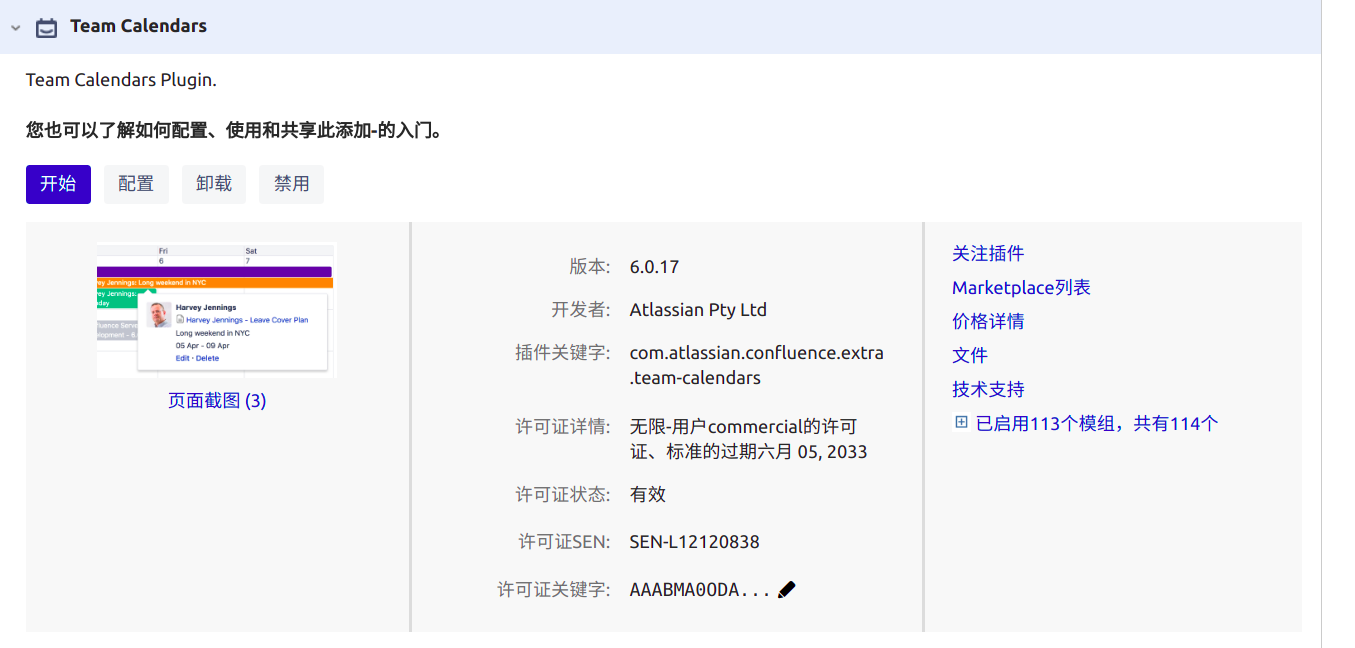 Team Calendars
Team Calendars Plugin.
您也可以了解如何配置、使用和共享此添加-的入门。
开始 配置 卸载 禁用
Fri Sat
6 7
vey Jennings: Long weekend in NYC
vey Jennings:
day
Harvey Jennings
Harvey Jennings - Leave Cover Plan
Long weekend in NYC
05 Apr - 09 Apr
Edit · Delete
uance Serve
lopment - 6.
页面截图 (3)
版本: 6.0.17
开发者: Atlassian Pty Ltd
插件关键字: com.atlassian.confluence.extra
.team-calendars
许可证详情: 无限-用户commercial的许可
证、标准的过期六月 05, 2033
许可证状态: 有效
许可证SEN: SEN-L12120838
许可证关键字: AAABMA0ODA...
关注插件
Marketplace列表
价格详情
文件
技术支持
已启用113个模组，共有114个